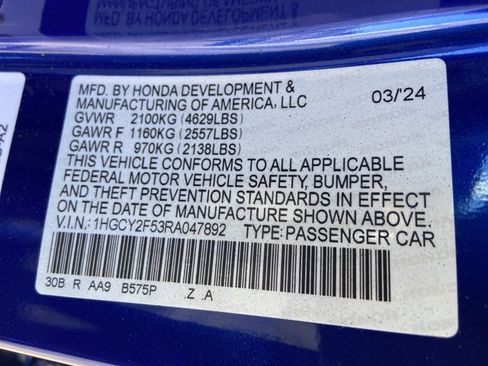 MFD. BY HONDA DEVELOPMENT &
MANUFACTURING OF AMERICA, LLC 03/'24
GVWR 2100KG (4629LBS)
GAWR F 1160KG (2557LBS)
GAWR R 970KG (2138LBS)
THIS VEHICLE CONFORMS TO ALL APPLICABLE
FEDERAL MOTOR VEHICLE SAFETY, BUMPER,
AND THEFT PREVENTION STANDARDS IN EFFECT
ON THE DATE OF MANUFACTURE SHOWN ABOVE.
V.I.N.: 1HGCY2F53RA047892 TYPE: PASSENGER CAR
30B R AA9 B575P .Z .A